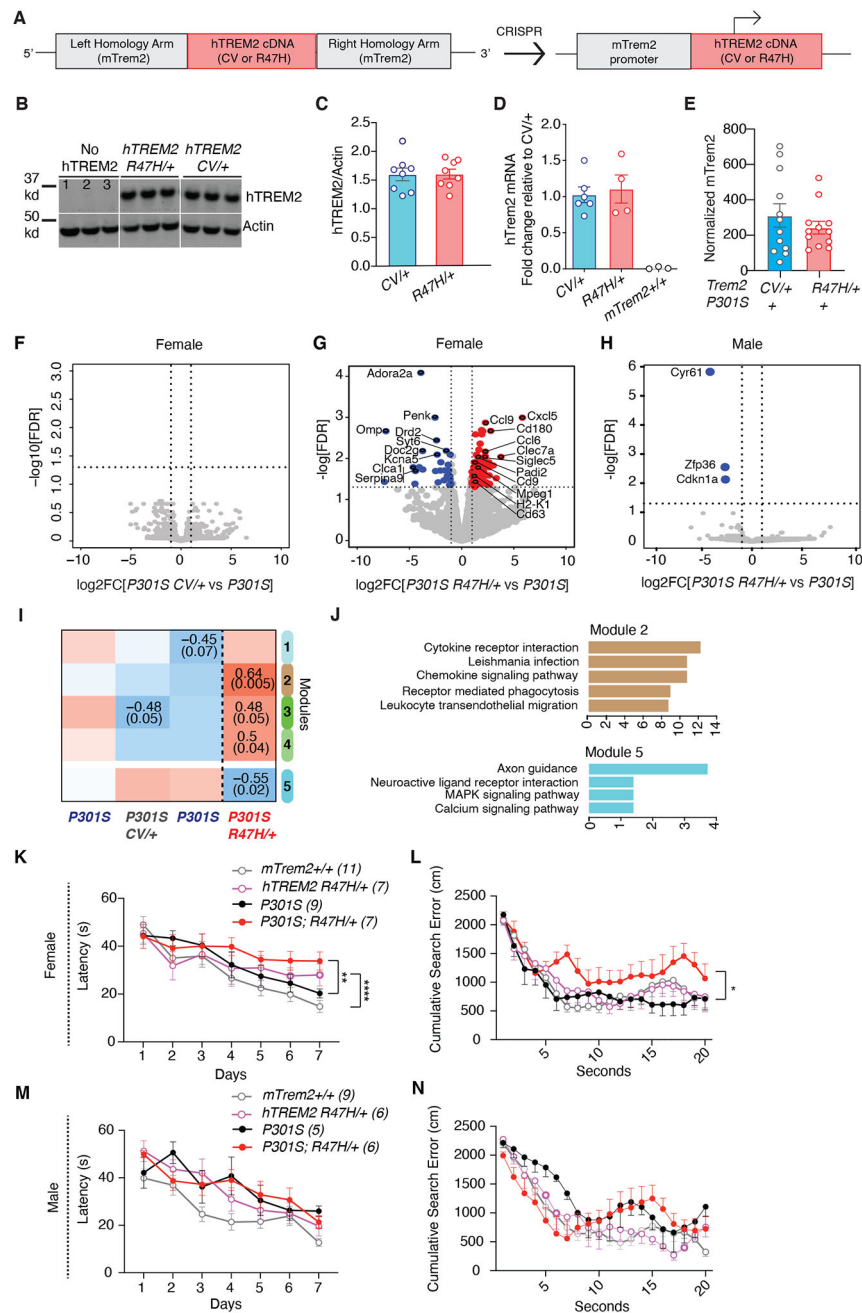 A
5'
Left Homology Arm
(mTrem2)
hTREM2 cDNA
(CV or R47H)
Right Homology Arm
(mTrem2)
3'
CRISPR
mTrem2
promoter
hTREM2 cDNA
(CV or R47H)
B
No
hTREM2
hTREM2
R47H/+
hTREM2
CV/+
37
kd
1 2 3
hTREM2
50
kd
Actin
C
hTREM2/Actin
2.5
2.0
1.5
1.0
0.5
0.0
CV/+
R47H/+
D
hTrem2 mRNA
Fold change relative to CV/+
2.0
1.5
1.0
0.5
0.0
CV/+
R47H/+
mTrem2+/+
E
Normalized mTrem2
800
600
400
200
0
Trem2 CV/+ R47H/+
P301S + +
F
Female
-log10[FDR]
3.0
2.5
2.0
1.5
1.0
0.5
0
-10 -5 0 5 10
log2FC[P301S CV/+ vs P301S]
G
Female
-log[FDR]
4
3
2
1
0
Adora2a
Penk
Omp
Drd2
Syt6
Doc2g
Kcna5
Clca1
Serpina9
Ccl9
Cxcl5
Cd180
Ccl6
Clec7a
Siglec5
Padi2
Cd9
Mpeg1
H2-K1
Cd63
-10 -5 0 5 10
log2FC[P301S R47H/+ vs P301S]
H
Male
-log[FDR]
6
5
4
3
2
1
0
Cyr61
Zfp36
Cdkn1a
-10 -5 0 5 10
log2FC[P301S R47H/+ vs P301S]
I
−0.45
(0.07)
1
0.64
(0.005)
2
−0.48
(0.05)
0.48
(0.05)
3
0.5
(0.04)
4
−0.55
(0.02)
5
Modules
P301S
P301S
CV/+
P301S
P301S
R47H/+
J
Module 2
Cytokine receptor interaction
Leishmania infection
Chemokine signaling pathway
Receptor mediated phagocytosis
Leukocyte transendothelial migration
0 2 4 6 8 10 12 14
Module 5
Axon guidance
Neuroactive ligand receptor interaction
MAPK signaling pathway
Calcium signaling pathway
0 1 2 3 4
K
Female
mTrem2+/+ (11)
hTREM2 R47H/+ (7)
P301S (9)
P301S; R47H/+ (7)
Latency (s)
60
40
20
0
**
****
1 2 3 4 5 6 7
Days
L
Cumulative Search Error (cm)
2500
2000
1500
1000
500
0
*
5 10 15 20
Seconds
M
Male
mTrem2+/+ (9)
hTREM2 R47H/+ (6)
P301S (5)
P301S; R47H/+ (6)
Latency (s)
60
40
20
0
1 2 3 4 5 6 7
Days
N
Cumulative Search Error (cm)
2500
2000
1500
1000
500
0
5 10 15 20
Seconds